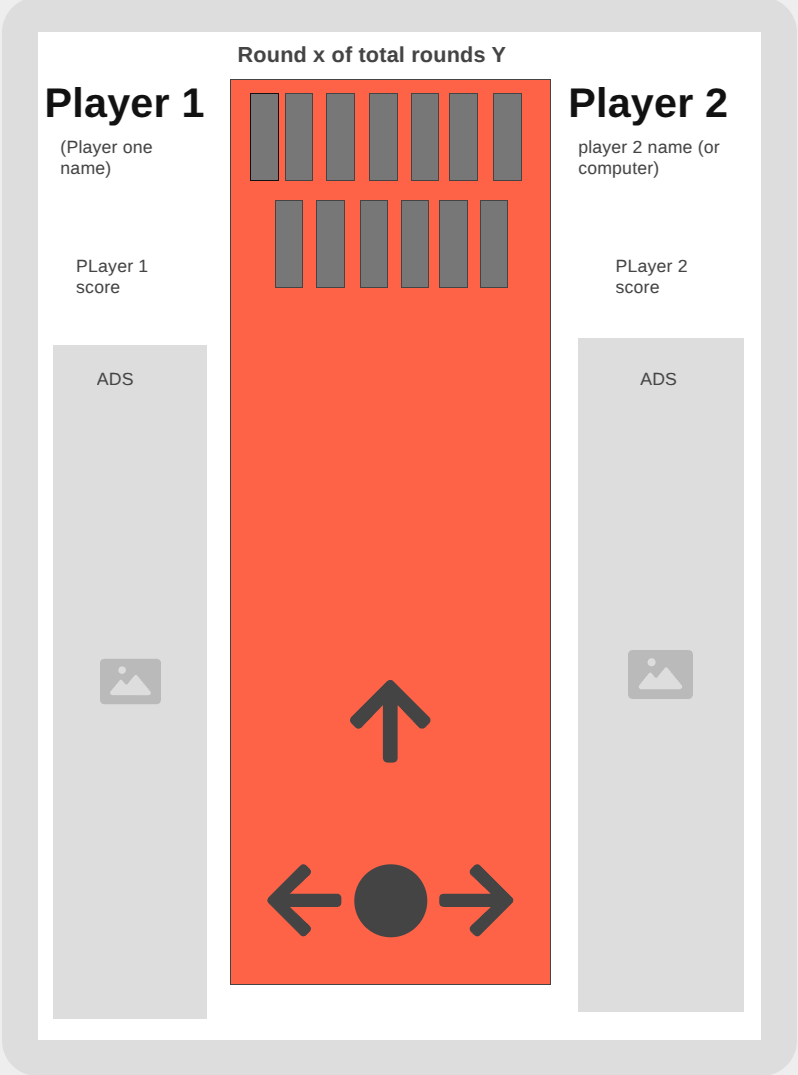 Round x of total rounds Y
Player 1
(Player one
name)
PLayer 1
score
ADS
Player 2
player 2 name (or
computer)
PLayer 2
score
ADS